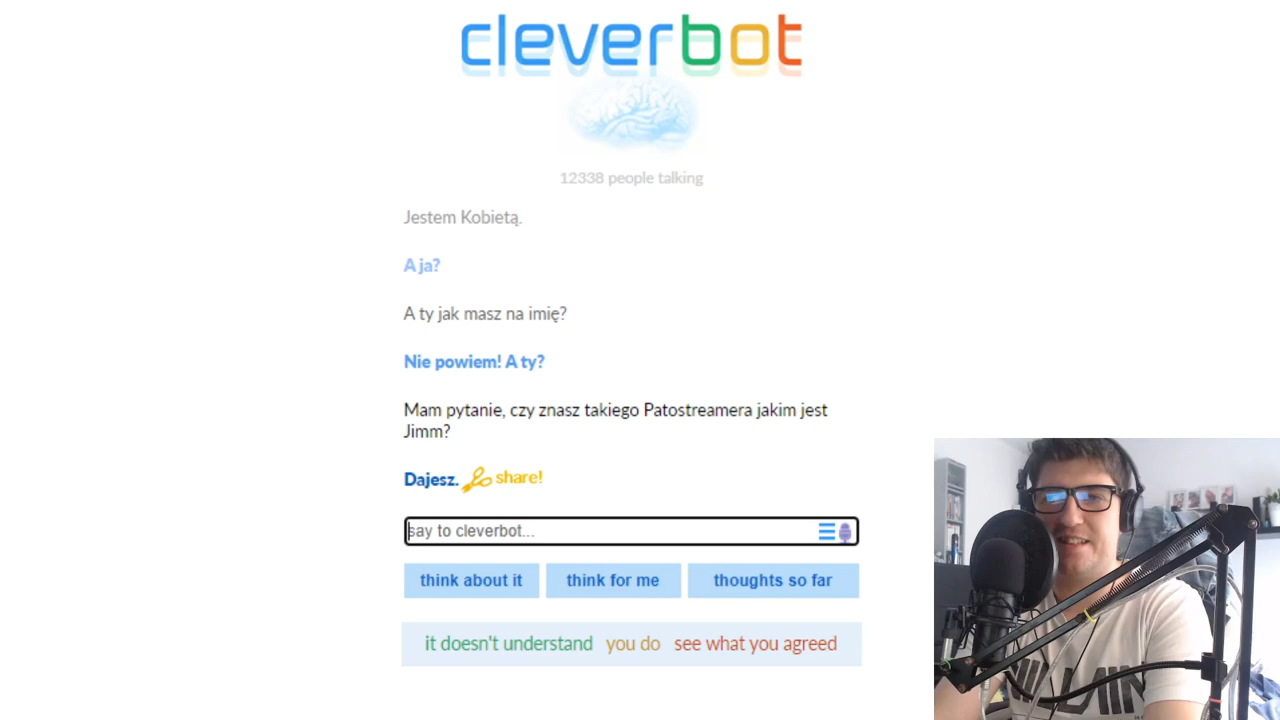 cleverbot
12338 people talking
Jestem Kobietą.
A ja?
A ty jak masz na imię?
Nie powiem! A ty?
Mam pytanie, czy znasz takiego Patostreamera jakim jest
Jimm?
Dajesz. share!
say to cleverbot...
think about it think for me thoughts so far
it doesn't understand you do see what you agreed